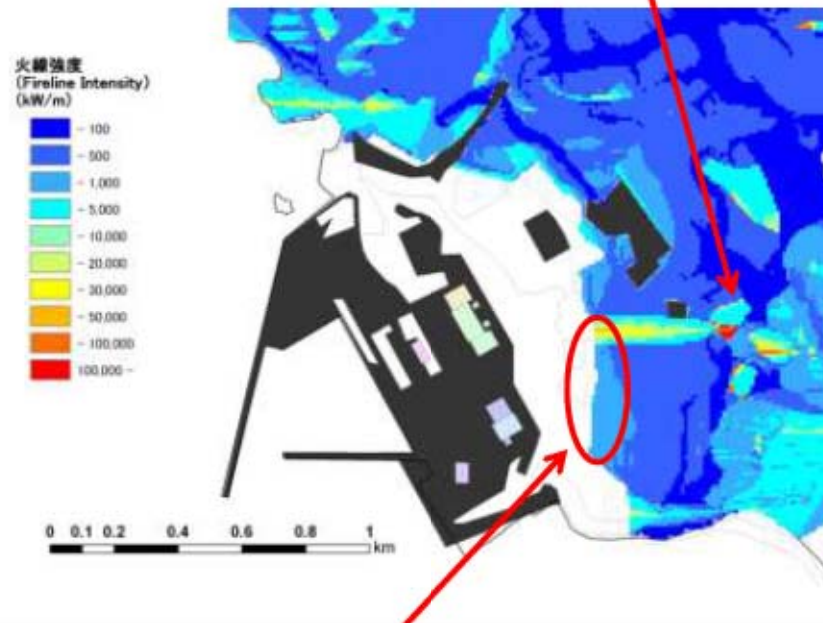 火線強度
(Fireline Intensity)
(kW/m)
- 100
- 500
- 1,000
- 5,000
- 10,000
- 20,000
- 30,000
- 50,000
- 100,000
100,000 -
0 0.1 0.2 0.4 0.6 0.8 1
km